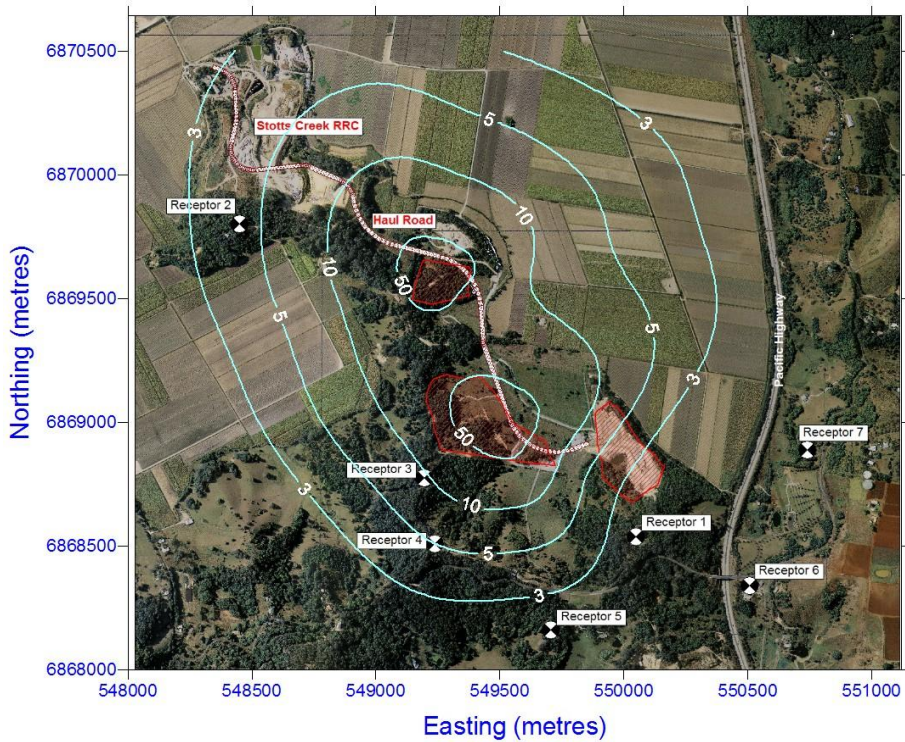 6870500
6870000
6869500
6869000
6868500
6868000
Northing (metres)
3
5
3
Stotts Creek RRC
Receptor 2
Haul Road
10
10
50
5
5
3
Pacific Highway
50
Receptor 7
Receptor 3
3
10
Receptor 1
Receptor 4
5
Receptor 6
3
Receptor 5
548000
548500
549000
549500
550000
550500
551000
Easting (metres)